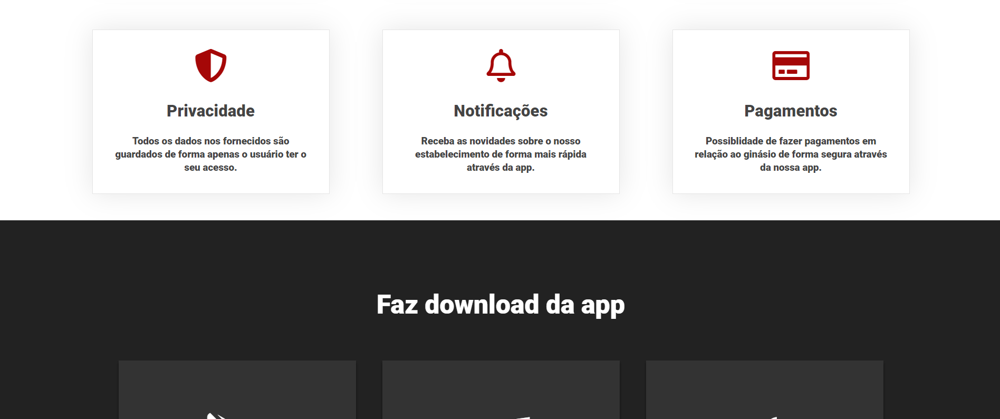 Privacidade
Todos os dados nos fornecidos são
guardados de forma apenas o usuário ter o
seu acesso.
Notificações
Receba as novidades sobre o nosso
estabelecimento de forma mais rápida
através da app.
Pagamentos
Possiblidade de fazer pagamentos em
relação ao ginásio de forma segura através
da nossa app.
Faz download da app